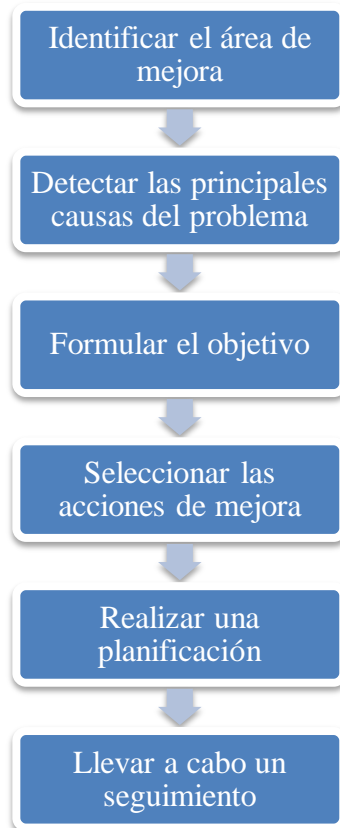 Identificar el área de
mejora
Detectar las principales
causas del problema
Formular el objetivo
Seleccionar las
acciones de mejora
Realizar una
planificación
Llevar a cabo un
seguimiento